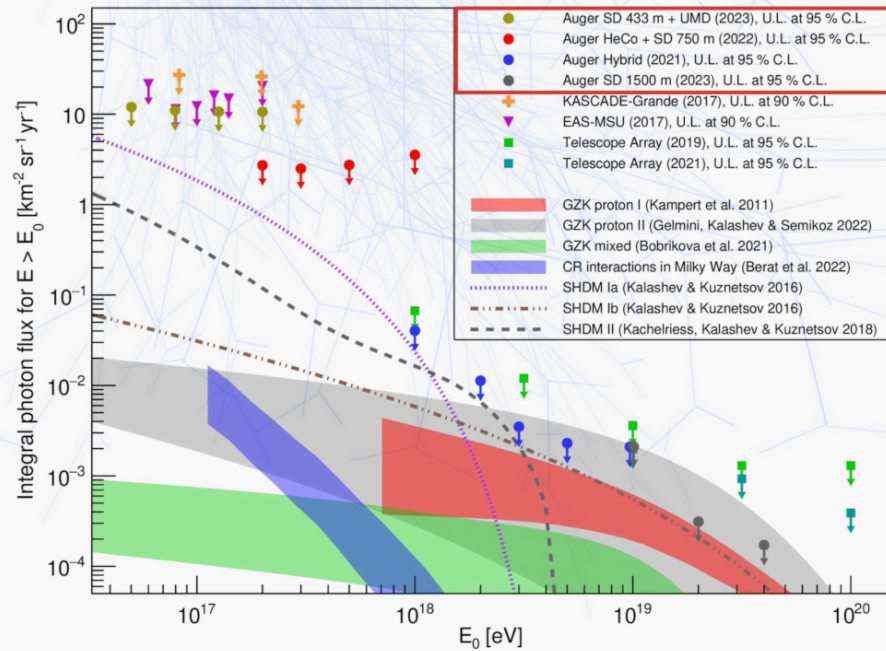 10²
10
1
10⁻¹
10⁻²
10⁻³
10⁻⁴
Integral photon flux for E > E₀ [km⁻² sr⁻¹ yr⁻¹]
Auger SD 433 m + UMD (2023), U.L. at 95 % C.L.
Auger HeCo + SD 750 m (2022), U.L. at 95 % C.L.
Auger Hybrid (2021), U.L. at 95 % C.L.
Auger SD 1500 m (2023), U.L. at 95 % C.L.
KASCADE-Grande (2017), U.L. at 90 % C.L.
EAS-MSU (2017), U.L. at 90 % C.L.
Telescope Array (2019), U.L. at 95 % C.L.
Telescope Array (2021), U.L. at 95 % C.L.
GZK proton I (Kampert et al. 2011)
GZK proton II (Gelmini, Kalashev & Semikoz 2022)
GZK mixed (Bobrikova et al. 2021)
CR interactions in Milky Way (Berat et al. 2022)
SHDM Ia (Kalashev & Kuznetsov 2016)
SHDM Ib (Kalashev & Kuznetsov 2016)
SHDM II (Kachelriess, Kalashev & Kuznetsov 2018)
10¹⁷
10¹⁸
10¹⁹
10²⁰
E₀ [eV]